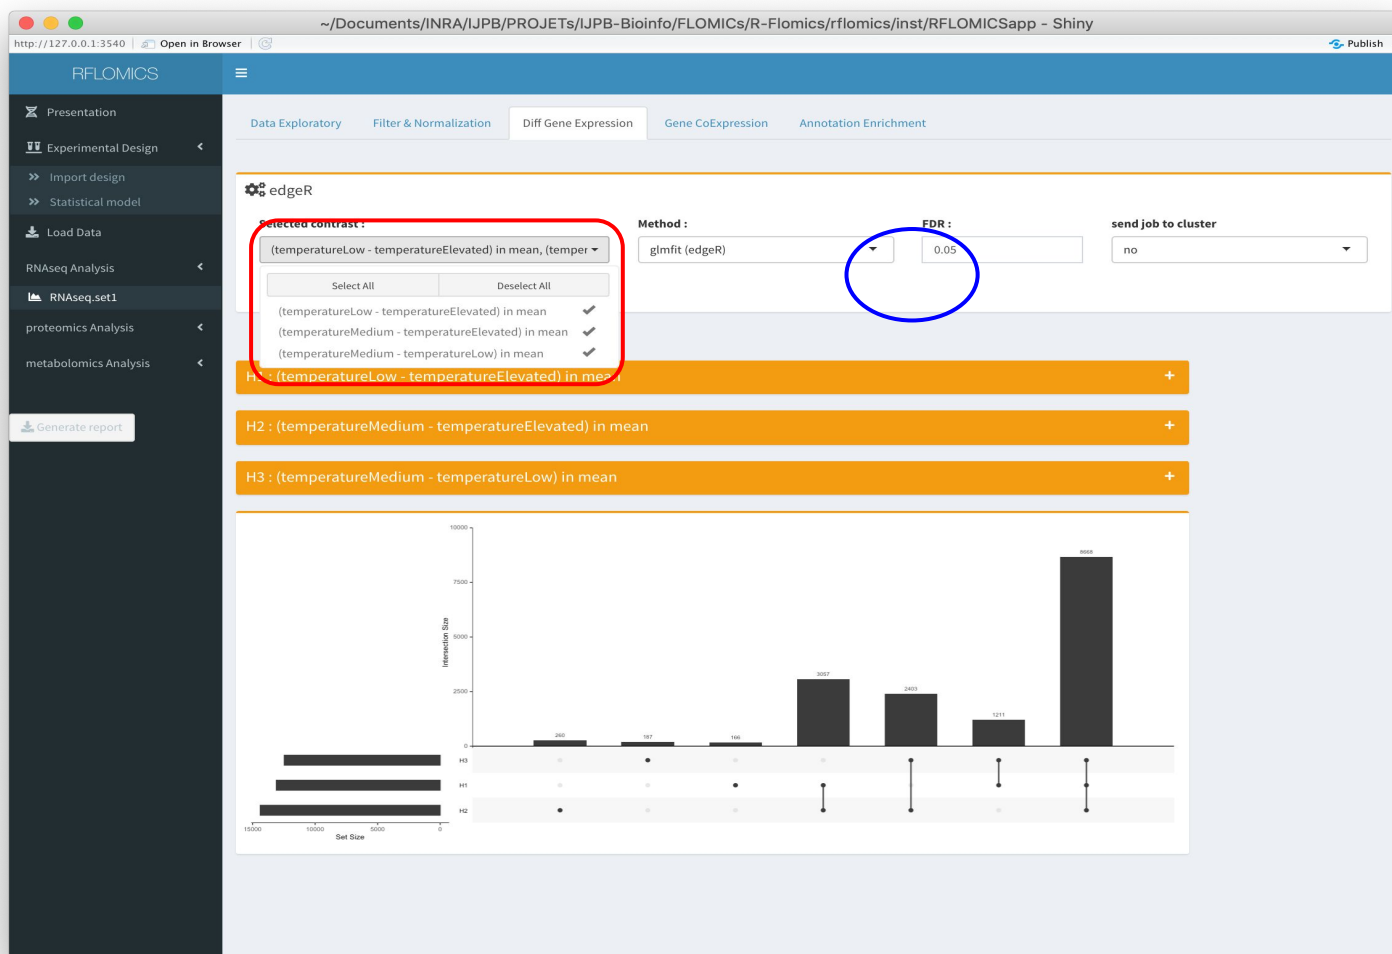 ~/Documents/INRA/IJPB/PROJETs/IJPB-Bioinfo/FLOMICs/R-Flomics/rflomics/inst/RFLOMICSapp - Shiny
http://127.0.0.1:3540 Open in Browser Publish
RFLOMICS
Presentation
Experimental Design
Import design
Statistical model
Load Data
RNAseq Analysis
RNAseq.set1
proteomics Analysis
metabolomics Analysis
Generate report
Data Exploratory Filter & Normalization Diff Gene Expression Gene CoExpression Annotation Enrichment
edgeR
Selected contrast : Method : FDR : send job to cluster
(temperatureLow - temperatureElevated) in mean, (temper glmfit (edgeR) 0.05 no
Select All Deselect All
(temperatureLow - temperatureElevated) in mean
(temperatureMedium - temperatureElevated) in mean
(temperatureMedium - temperatureLow) in mean
H1 : (temperatureLow - temperatureElevated) in mean +
H2 : (temperatureMedium - temperatureElevated) in mean +
H3 : (temperatureMedium - temperatureLow) in mean +
10000
8668
7500
Intersection Size
5000
3057
2500
2403
1211
260 187 166
0
H3
H1
H2
15000 10000 5000 0
Set Size